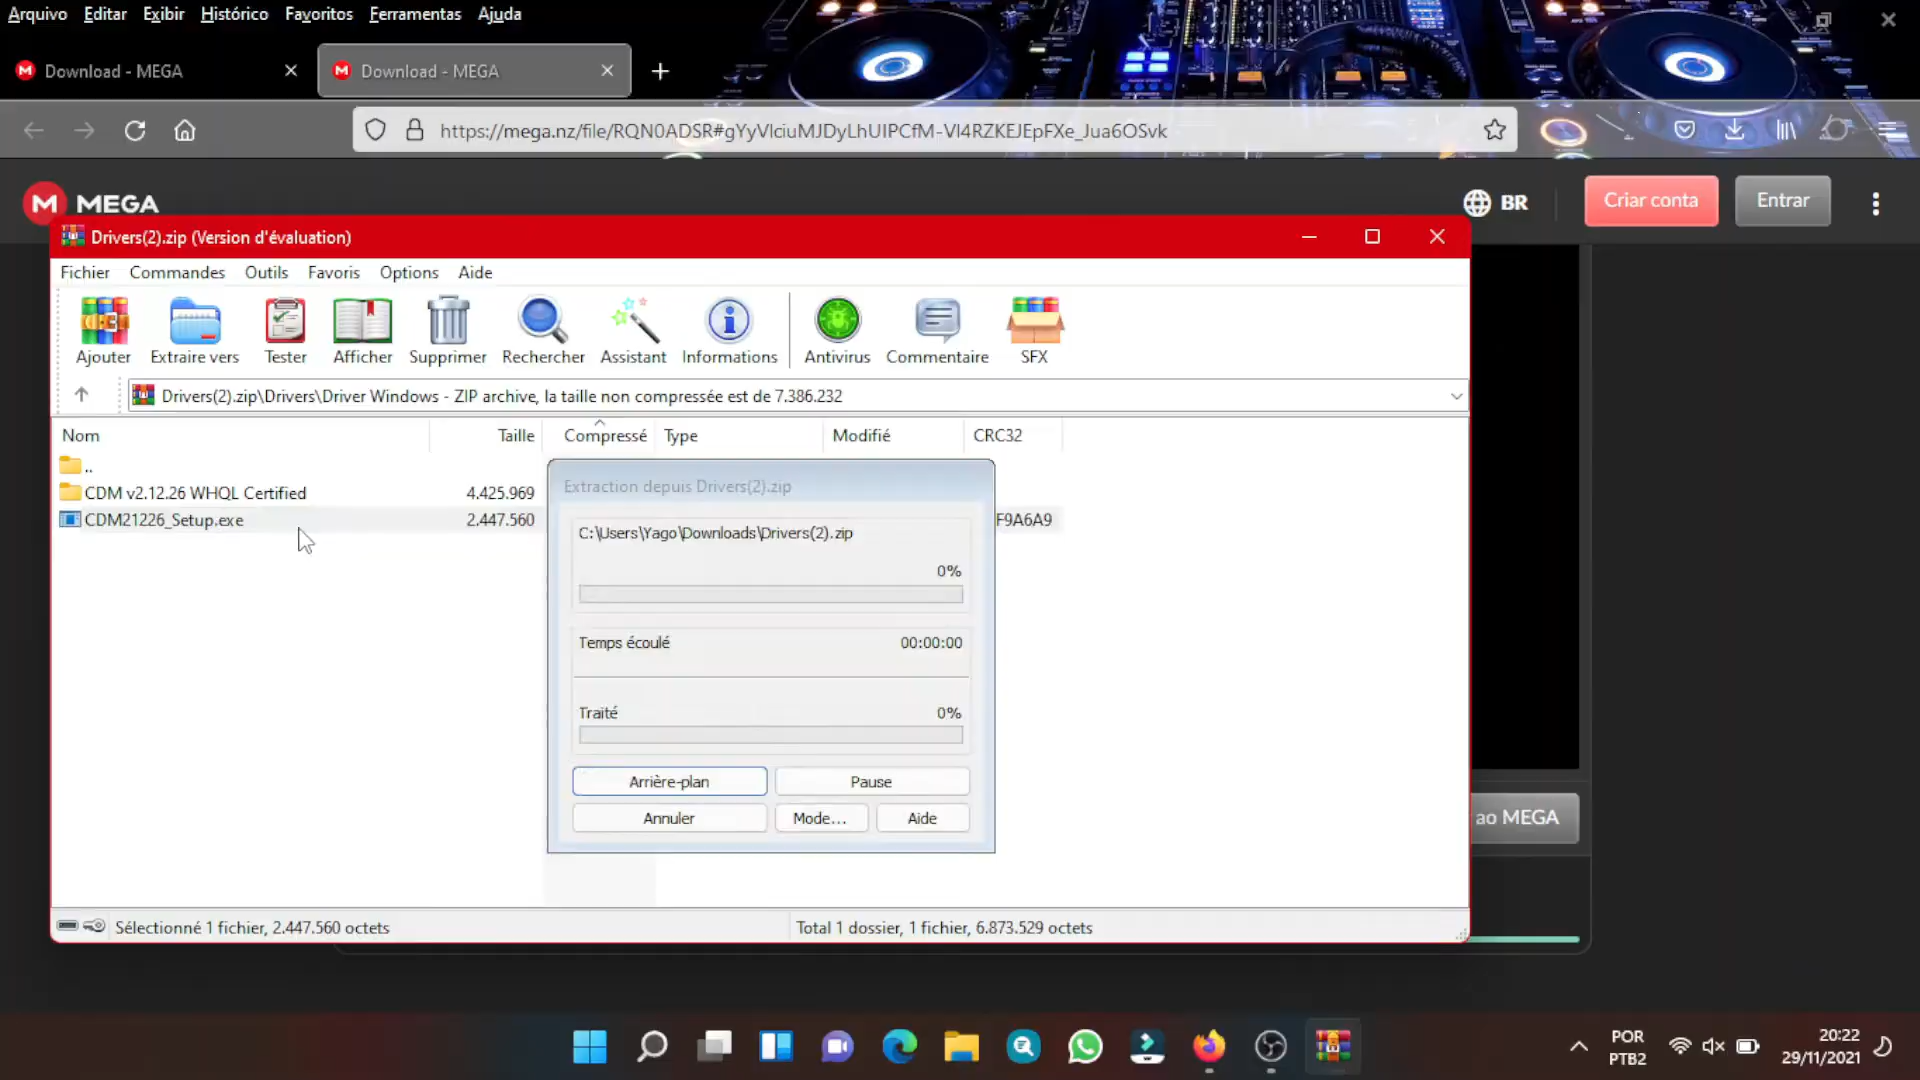 Arquivo Editar Exibir Histórico Favoritos Ferramentas Ajuda
Download - MEGA
Download - MEGA
https://mega.nz/file/RQN0ADSR#gYyVlciuMJDyLhUIPCfM-Vl4RZKEJEpFXe_Jua6OSvk
M MEGA
BR
Criar conta
Entrar
Drivers(2).zip (Version d'évaluation)
Fichier Commandes Outils Favoris Options Aide
Ajouter Extraire vers Tester Afficher Supprimer Rechercher Assistant Informations Antivirus Commentaire SFX
Drivers(2).zip\Drivers\Driver Windows - ZIP archive, la taille non compressée est de 7.386.232
Nom Taille Compressé Type Modifié CRC32
..
CDM v2.12.26 WHQL Certified 4.425.969
CDM21226_Setup.exe 2.447.560 F9A6A9
Extraction depuis Drivers(2).zip
C:\Users\Yago\Downloads\Drivers(2).zip
0%
Temps écoulé 00:00:00
Traité 0%
Arrière-plan Pause
Annuler Mode... Aide
ao MEGA
Sélectionné 1 fichier, 2.447.560 octets
Total 1 dossier, 1 fichier, 6.873.529 octets
POR
PTB2
20:22
29/11/2021